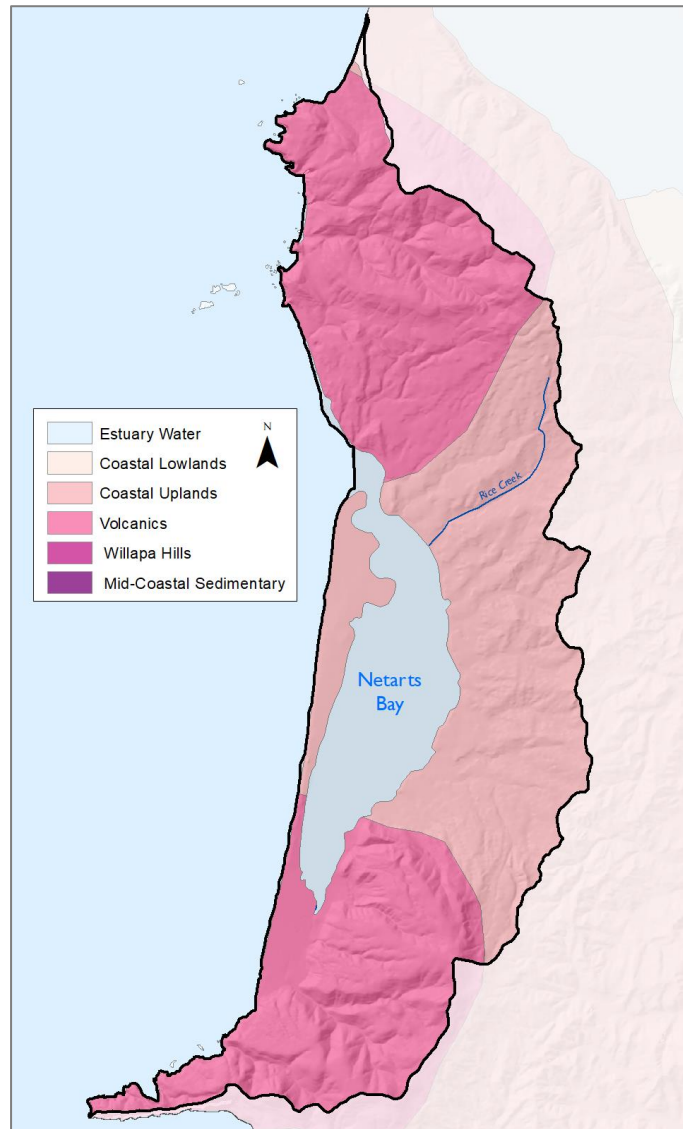 N
Estuary Water
Coastal Lowlands
Coastal Uplands
Volcanics
Willapa Hills
Mid-Coastal Sedimentary
Rice Creek
Netarts
Bay